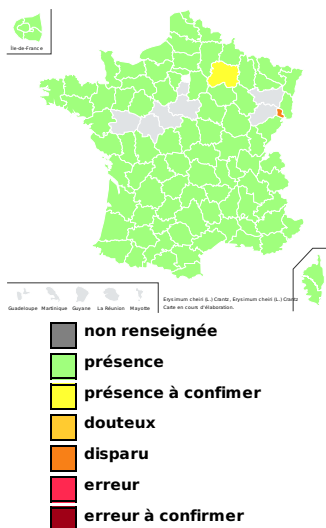 Île-de-France
Guadeloupe Martinique Guyane La Réunion Mayotte
Erysimum cheiri (L.) Crantz, Erysimum cheiri (L.) Crantz
Carte en cours d'élaboration.
non renseignée
présence
présence à confimer
douteux
disparu
erreur
erreur à confirmer